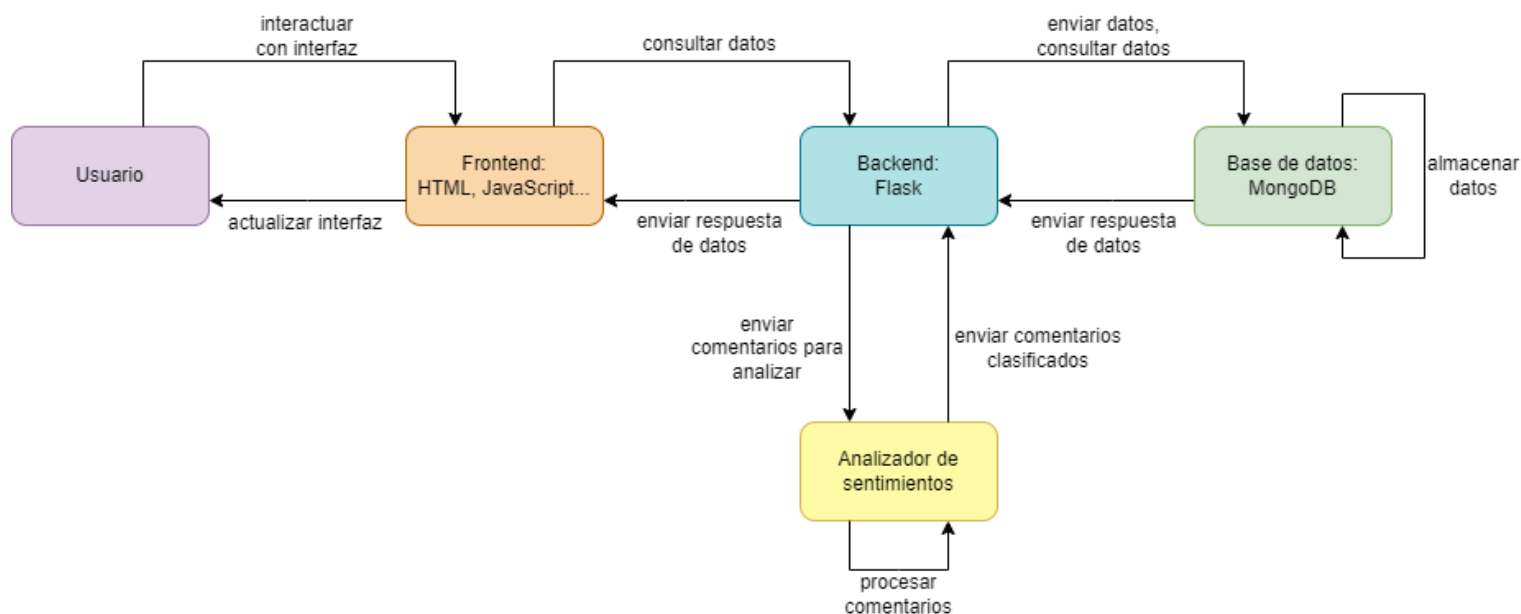 interactuar
con interfaz
consultar datos
enviar datos,
consultar datos
Usuario
Frontend:
HTML, JavaScript...
Backend:
Flask
Base de datos:
MongoDB
almacenar
datos
actualizar interfaz
enviar respuesta
de datos
enviar respuesta
de datos
enviar
comentarios para
analizar
enviar comentarios
clasificados
Analizador de
sentimientos
procesar
comentarios